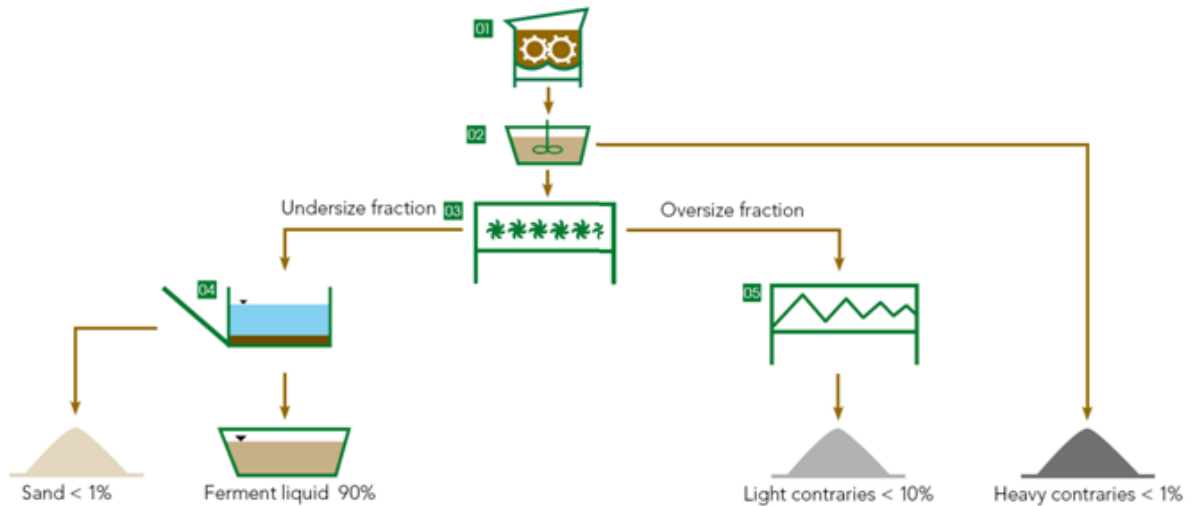 01
02
Undersize fraction 03 Oversize fraction
04
05
Sand < 1%
Ferment liquid 90%
Light contraries < 10%
Heavy contraries < 1%